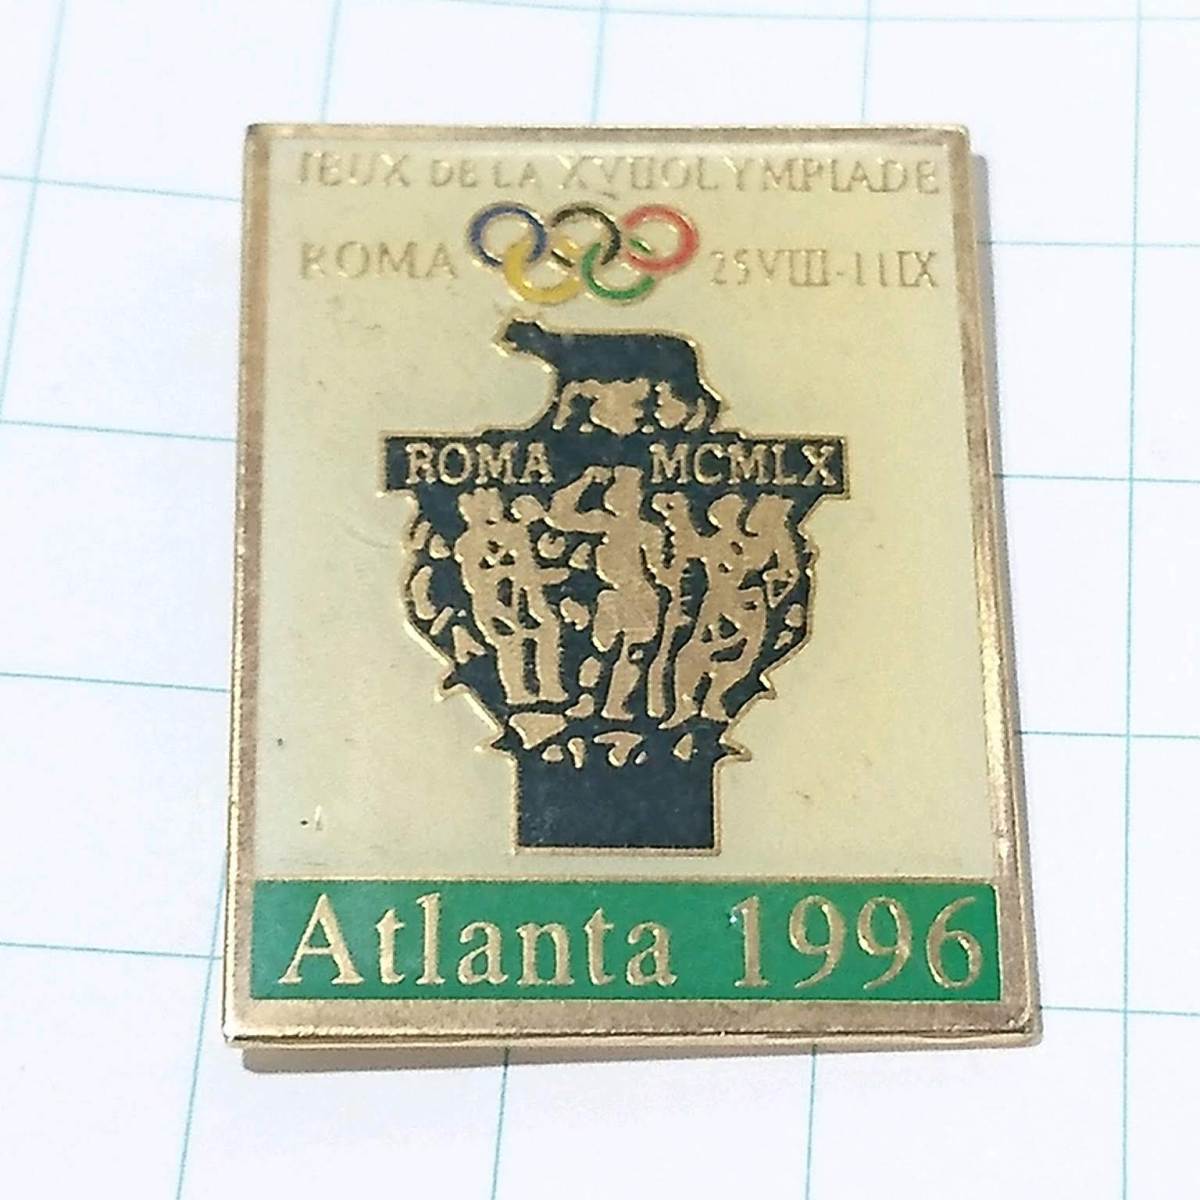 JEUX DE LA XVII OLYMPIADE
ROMA 25 VIII-11 IX
ROMA MCMLX
Atlanta 1996